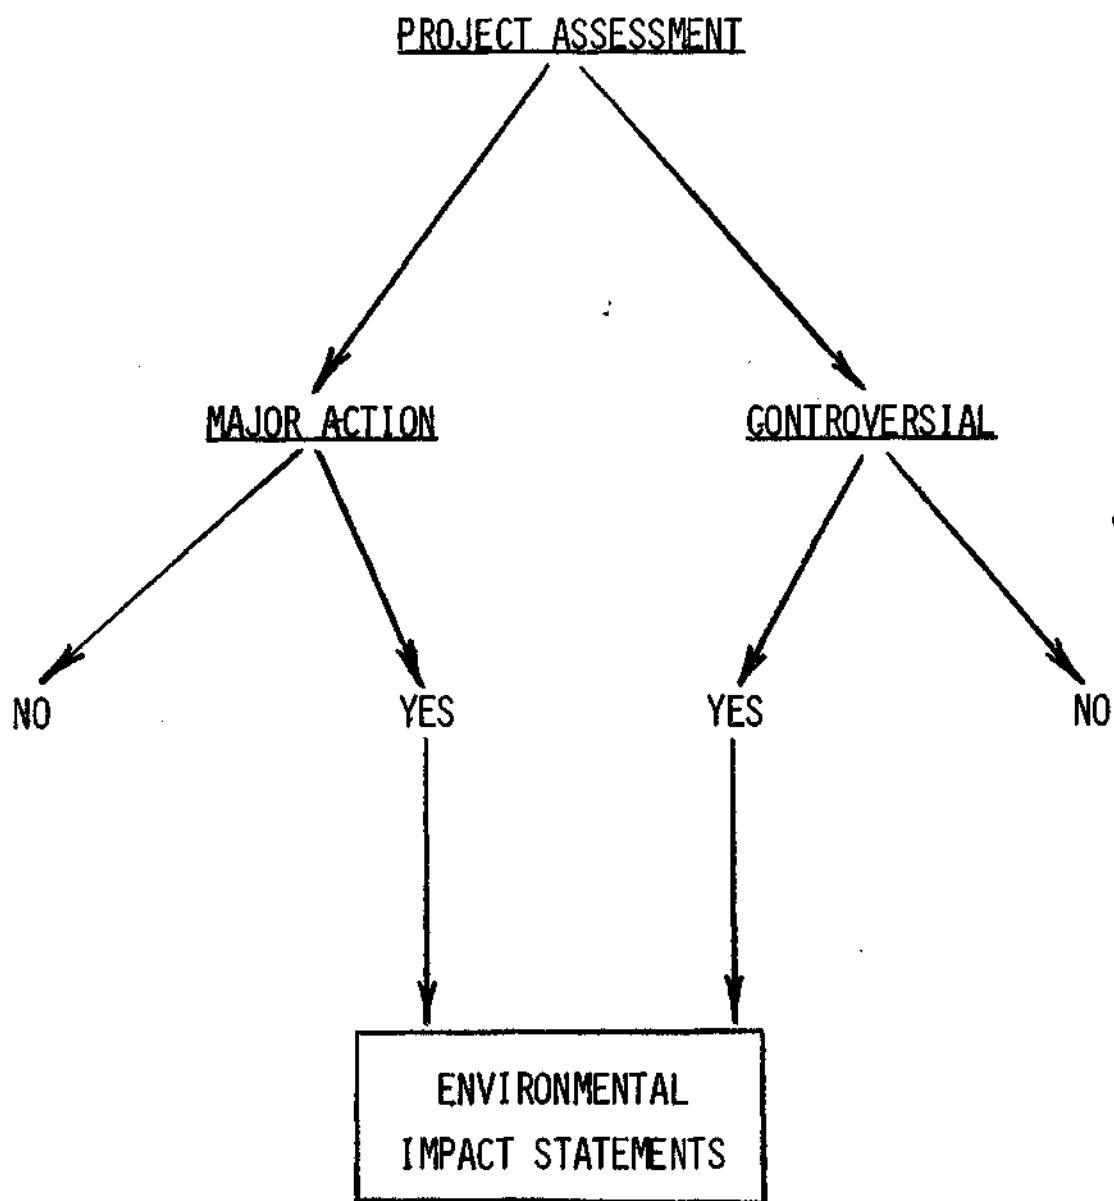 PROJECT ASSESSMENT
MAJOR ACTION
CONTROVERSIAL
NO
YES
YES
NO
ENVIRONMENTAL
IMPACT STATEMENTS